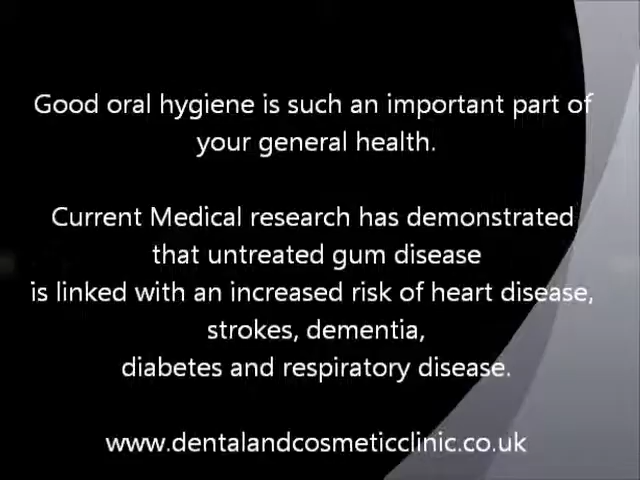 Good oral hygiene is such an important part of
your general health.
Current Medical research has demonstrated
that untreated gum disease
is linked with an increased risk of heart disease,
strokes, dementia,
diabetes and respiratory disease.
www.dentalandcosmeticclinic.co.uk